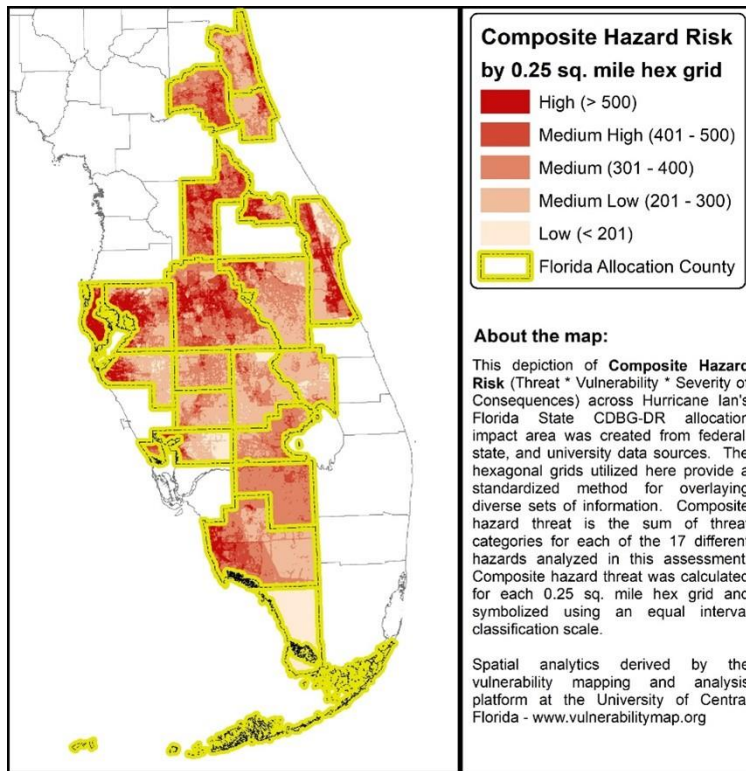 Composite Hazard Risk
by 0.25 sq. mile hex grid
High (> 500)
Medium High (401 - 500)
Medium (301 - 400)
Medium Low (201 - 300)
Low (< 201)
Florida Allocation County
About the map:
This depiction of Composite Hazard
Risk (Threat * Vulnerability * Severity of
Consequences) across Hurricane Ian's
Florida State CDBG-DR allocation
impact area was created from federal,
state, and university data sources. The
hexagonal grids utilized here provide a
standardized method for overlaying
diverse sets of information. Composite
hazard threat is the sum of threat
categories for each of the 17 different
hazards analyzed in this assessment.
Composite hazard threat was calculated
for each 0.25 sq. mile hex grid and
symbolized using an equal interval
classification scale.
Spatial analytics derived by the
vulnerability mapping and analysis
platform at the University of Central
Florida - www.vulnerabilitymap.org